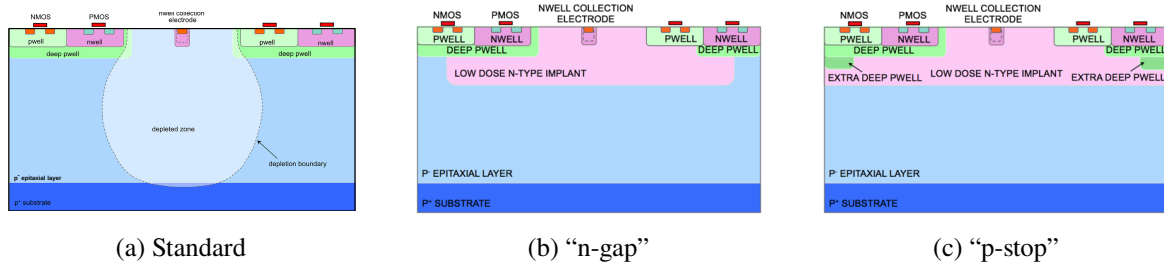 NMOS PMOS
nwell collection
electrode
pwell nwell pwell nwell
deep pwell deep pwell
depleted zone
depletion boundary
p⁻ epitaxial layer
p⁺ substrate
(a) Standard
NWELL COLLECTION
ELECTRODE
NMOS PMOS
PWELL NWELL PWELL NWELL
DEEP PWELL DEEP PWELL
LOW DOSE N-TYPE IMPLANT
P⁻ EPITAXIAL LAYER
P⁺ SUBSTRATE
(b) “n-gap”
NWELL COLLECTION
ELECTRODE
NMOS PMOS
PWELL NWELL PWELL NWELL
DEEP PWELL DEEP PWELL
LOW DOSE N-TYPE IMPLANT
EXTRA DEEP PWELL EXTRA DEEP PWELL
P⁻ EPITAXIAL LAYER
P⁺ SUBSTRATE
(c) “p-stop”